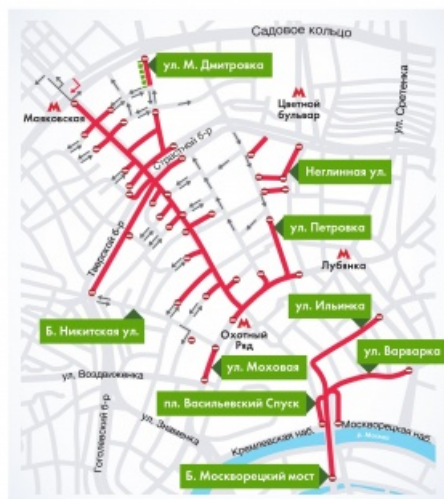 Садовое кольцо
ул. М. Дмитровка
М
Маяковская
М
Цветной
бульвар
ул. Сретенка
Страстной б-р
Неглинная ул.
Тверской б-р
ул. Петровка
М
Лубянка
ул. Ильинка
Б. Никитская ул.
М
Охотный
Ряд
ул. Варварка
ул. Моховая
ул. Воздвиженка
пл. Васильевский Спуск
Гоголевский б-р
ул. Знаменка
Кремлевская наб.
Москворецкая наб.
Б. Москворецкий мост